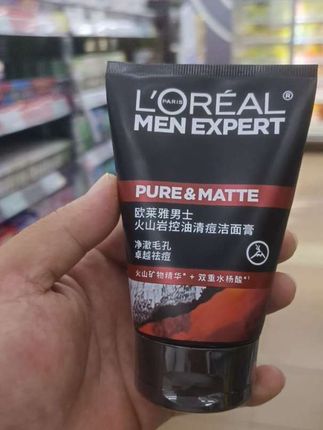 L'ORÉAL®
PARIS
MEN EXPERT
PURE & MATTE
欧莱雅男士
火山岩控油清痘洁面膏
净澈毛孔
卓越祛痘
火山矿物精华* + 双重水杨酸*¹